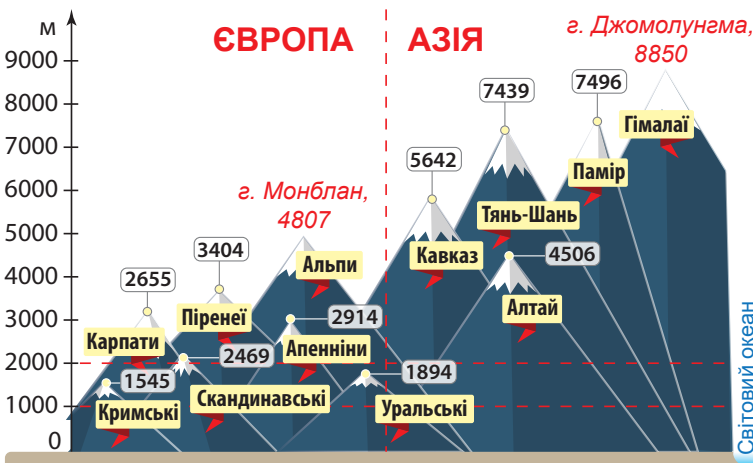 м
ЄВРОПА
АЗІЯ
г. Джомолунгма,
8850
9000
8000
7000
6000
5000
4000
3000
2000
1000
0
7439
7496
Гімалаї
5642
Памір
г. Монблан,
4807
Тянь-Шань
3404
Кавказ
4506
2655
Альпи
Алтай
Піренеї
2914
Карпати
Апенніни
2469
1894
1545
Скандинавські
Кримські
Уральські
Світовий океан